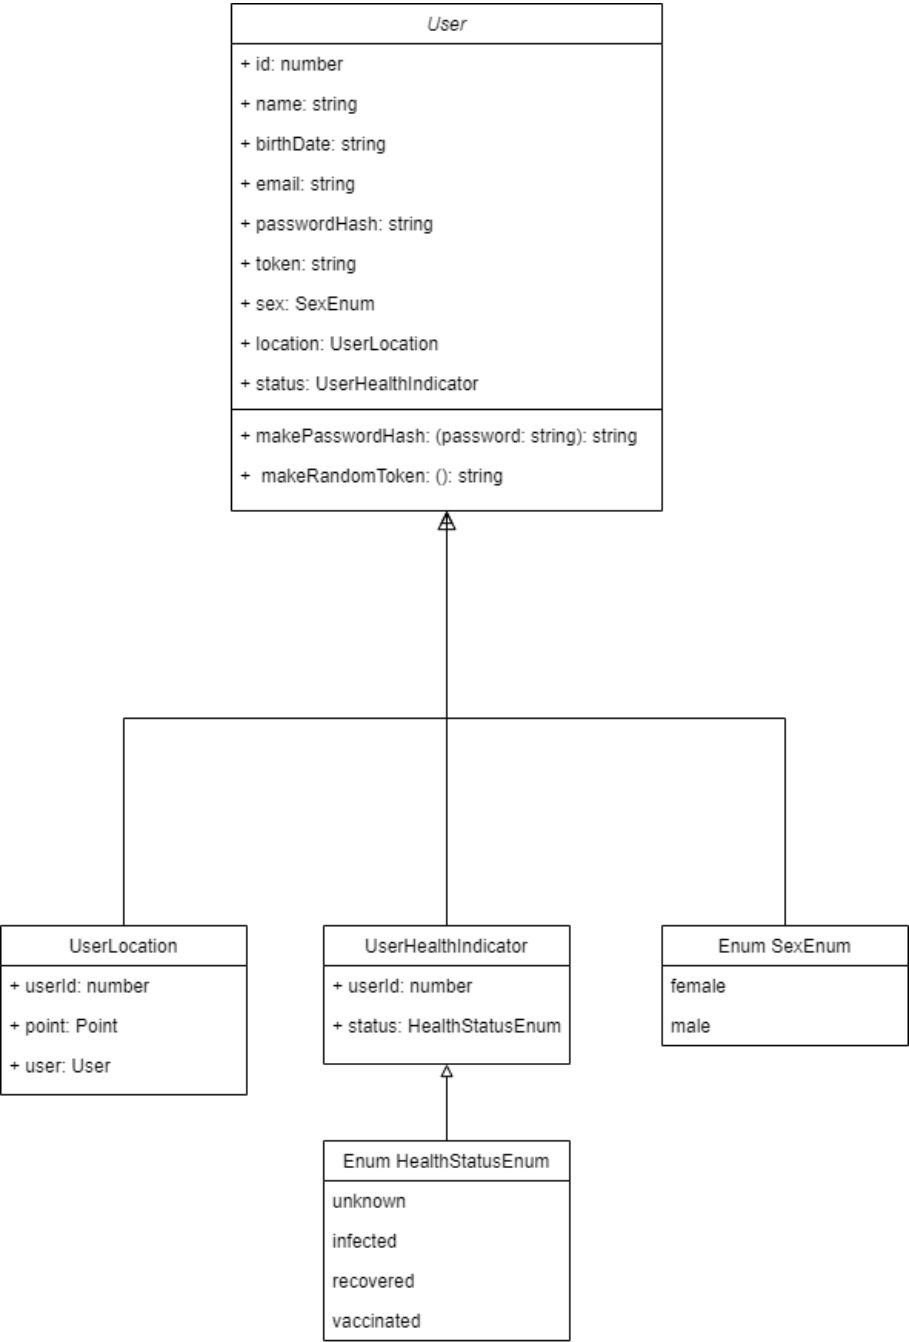 User
+ id: number
+ name: string
+ birthDate: string
+ email: string
+ passwordHash: string
+ token: string
+ sex: SexEnum
+ location: UserLocation
+ status: UserHealthIndicator
+ makePasswordHash: (password: string): string
+ makeRandomToken: (): string
UserLocation
+ userId: number
+ point: Point
+ user: User
UserHealthIndicator
+ userId: number
+ status: HealthStatusEnum
Enum SexEnum
female
male
Enum HealthStatusEnum
unknown
infected
recovered
vaccinated